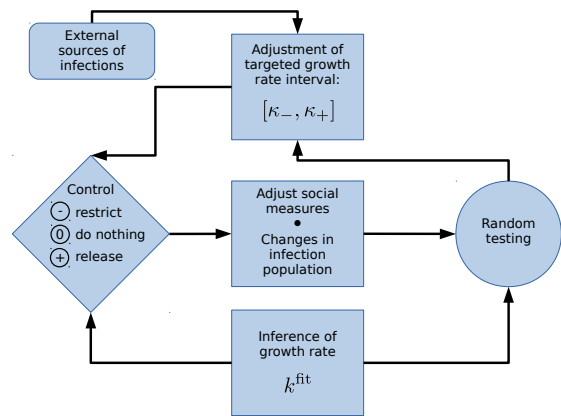 External
sources of
infections
Adjustment of
targeted growth
rate interval:
[κ₋, κ₊]
Control
- restrict
0 do nothing
+ release
Adjust social
measures
•
Changes in
infection
population
Random
testing
Inference of
growth rate
k^fit